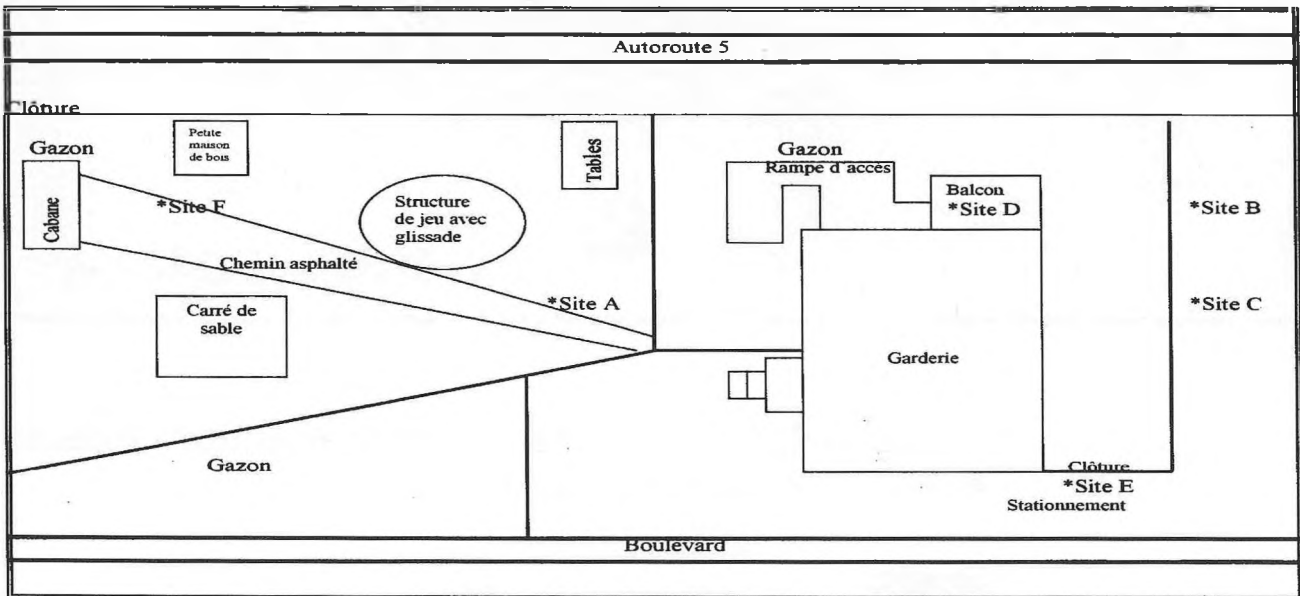 Autoroute 5
Clôture
Petite
maison
de bois
Gazon
Tables
Gazon
Rampe d'accès
Cabane
*Site F
Structure
de jeu avec
glissade
Balcon
*Site D
*Site B
Chemin asphalté
*Site A
*Site C
Carré de
sable
Garderie
Gazon
Clôture
*Site E
Stationnement
Boulevard